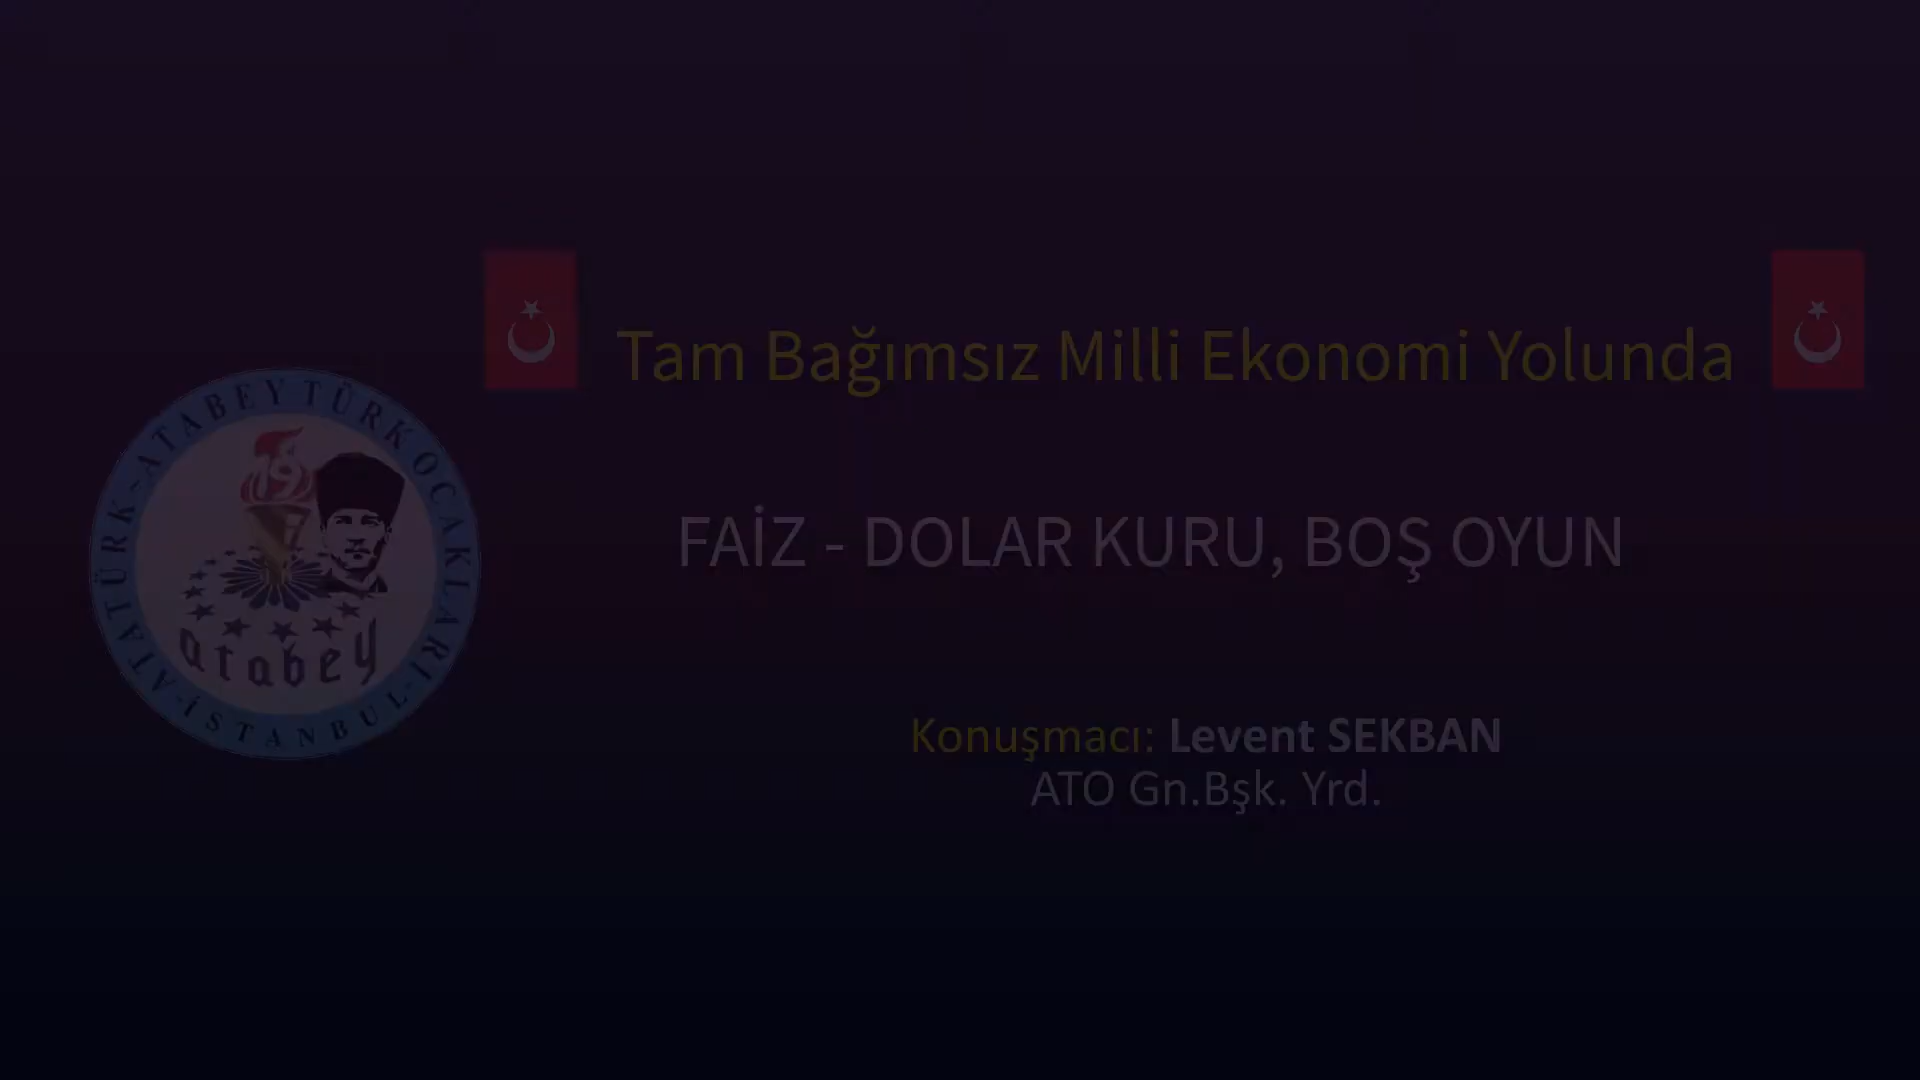 Tam Bağımsız Milli Ekonomi Yolunda
FAİZ - DOLAR KURU, BOŞ OYUN
ATATÜRK-ATABEY TÜRK OCAKLARI-İSTANBUL-
19
atabey
Konuşmacı: Levent SEKBAN
ATO Gn.Bşk. Yrd.